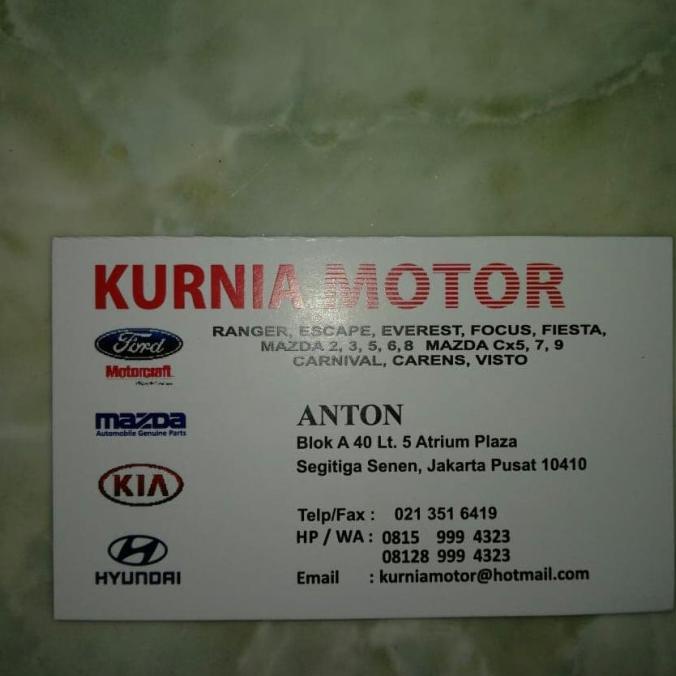 KURNIA MOTOR
RANGER, ESCAPE, EVEREST, FOCUS, FIESTA,
MAZDA 2, 3, 5, 6,8 MAZDA Cx5, 7, 9
CARNIVAL, CARENS, VISTO
Ford
Motorcraft
mazda
Automobile Genuine Parts
KIA
HYUNDAI
ANTON
Blok A 40 Lt. 5 Atrium Plaza
Segitiga Senen, Jakarta Pusat 10410
Telp/Fax : 021 351 6419
HP / WA : 0815 999 4323
08128 999 4323
Email : kurniamotor@hotmail.com